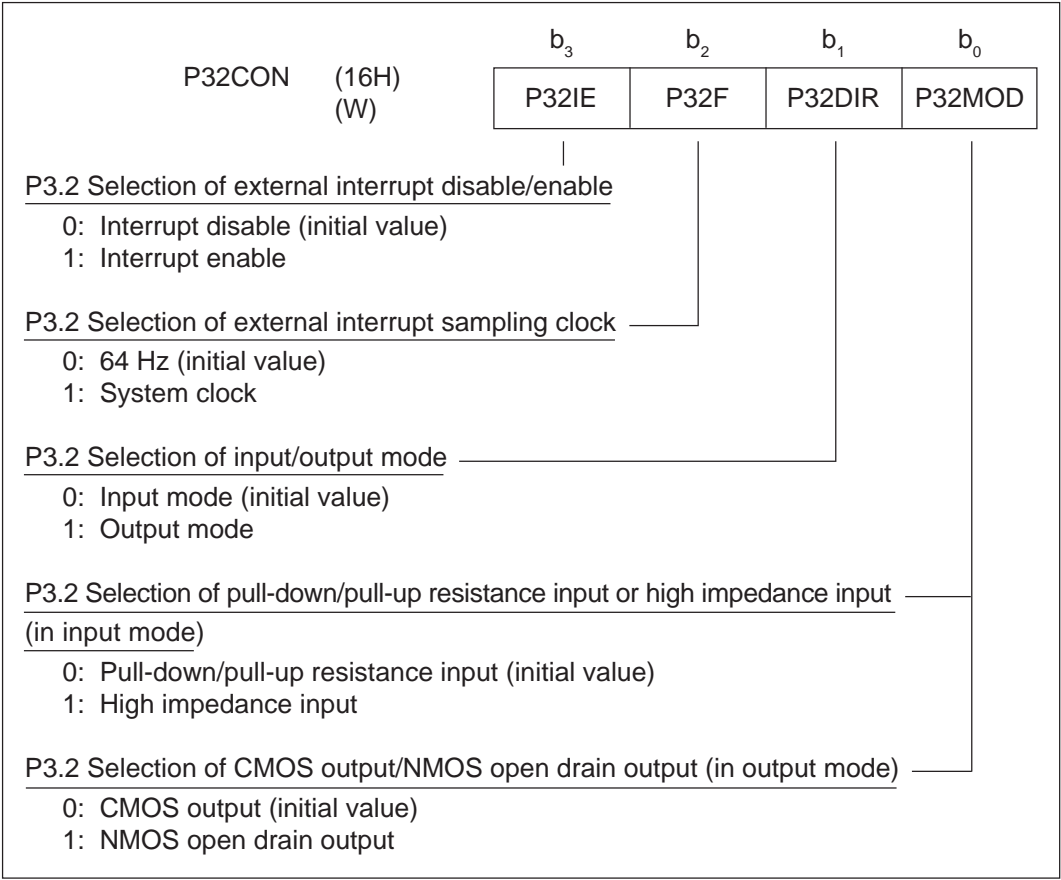 b3 b2 b1 b0
P32CON (16H)
(W)
P32IE P32F P32DIR P32MOD
P3.2 Selection of external interrupt disable/enable
0: Interrupt disable (initial value)
1: Interrupt enable
P3.2 Selection of external interrupt sampling clock
0: 64 Hz (initial value)
1: System clock
P3.2 Selection of input/output mode
0: Input mode (initial value)
1: Output mode
P3.2 Selection of pull-down/pull-up resistance input or high impedance input
(in input mode)
0: Pull-down/pull-up resistance input (initial value)
1: High impedance input
P3.2 Selection of CMOS output/NMOS open drain output (in output mode)
0: CMOS output (initial value)
1: NMOS open drain output